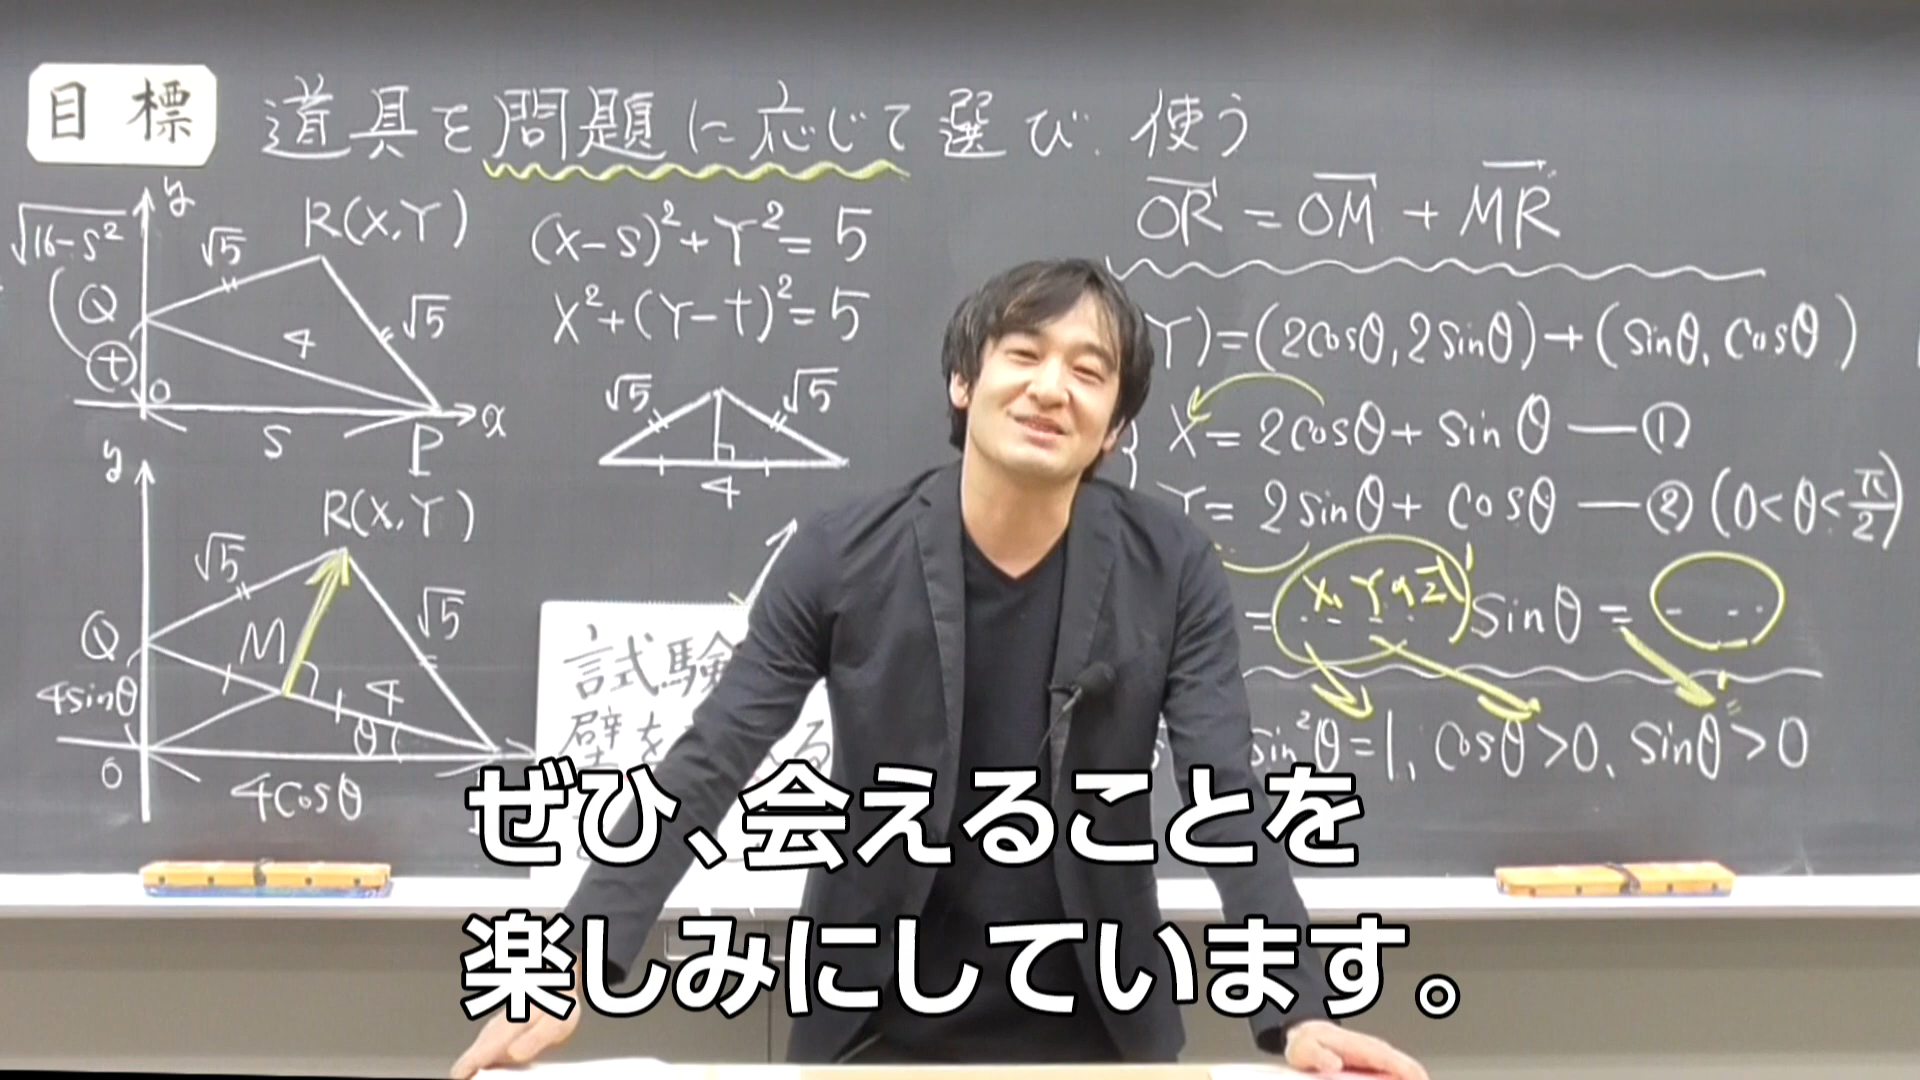 目標 道具を問題に応じて選び、使う
√16-s²
y
√5
R(X,Y)
Q
4
√5
t
O
s
P
x
(X-s)²+Y²=5
X²+(Y-t)²=5
√5
√5
4
y
R(X,Y)
√5
√5
Q
M
4
4sinθ
θ
O
4cosθ
OR=OM+MR
Y)=(2cosθ,2sinθ)+(sinθ,cosθ)
X=2cosθ+sinθ―①
Y=2sinθ+cosθ―②(0<θ<π/2)
=
X,Yの式
sinθ=
sin²θ=1, cosθ>0, sinθ>0
試験
壁を
る
ぜひ、会えることを
楽しみにしています。